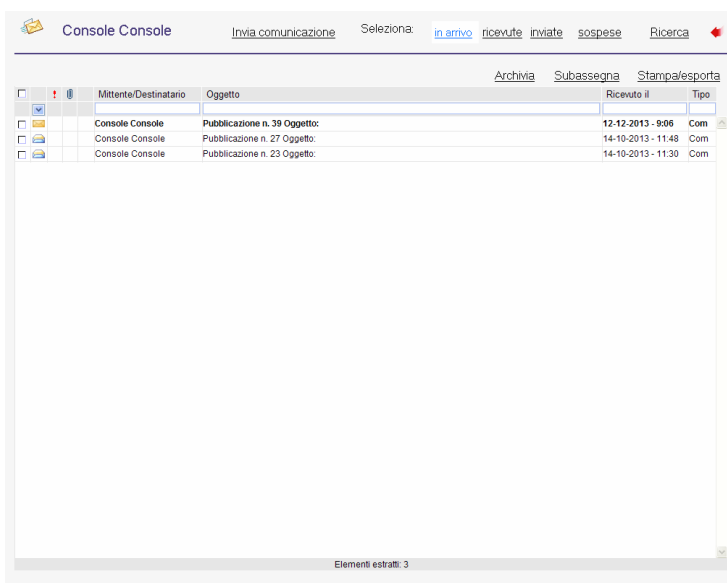 Console Console Invia comunicazione Seleziona: in arrivo ricevute inviate sospese Ricerca
Archivia Subassegna Stampa/esporta
! Mittente/Destinatario Oggetto Ricevuto il Tipo
Console Console Pubblicazione n. 39 Oggetto: 12-12-2013 - 9:06 Com
Console Console Pubblicazione n. 27 Oggetto: 14-10-2013 - 11:48 Com
Console Console Pubblicazione n. 23 Oggetto: 14-10-2013 - 11:30 Com
Elementi estratti: 3